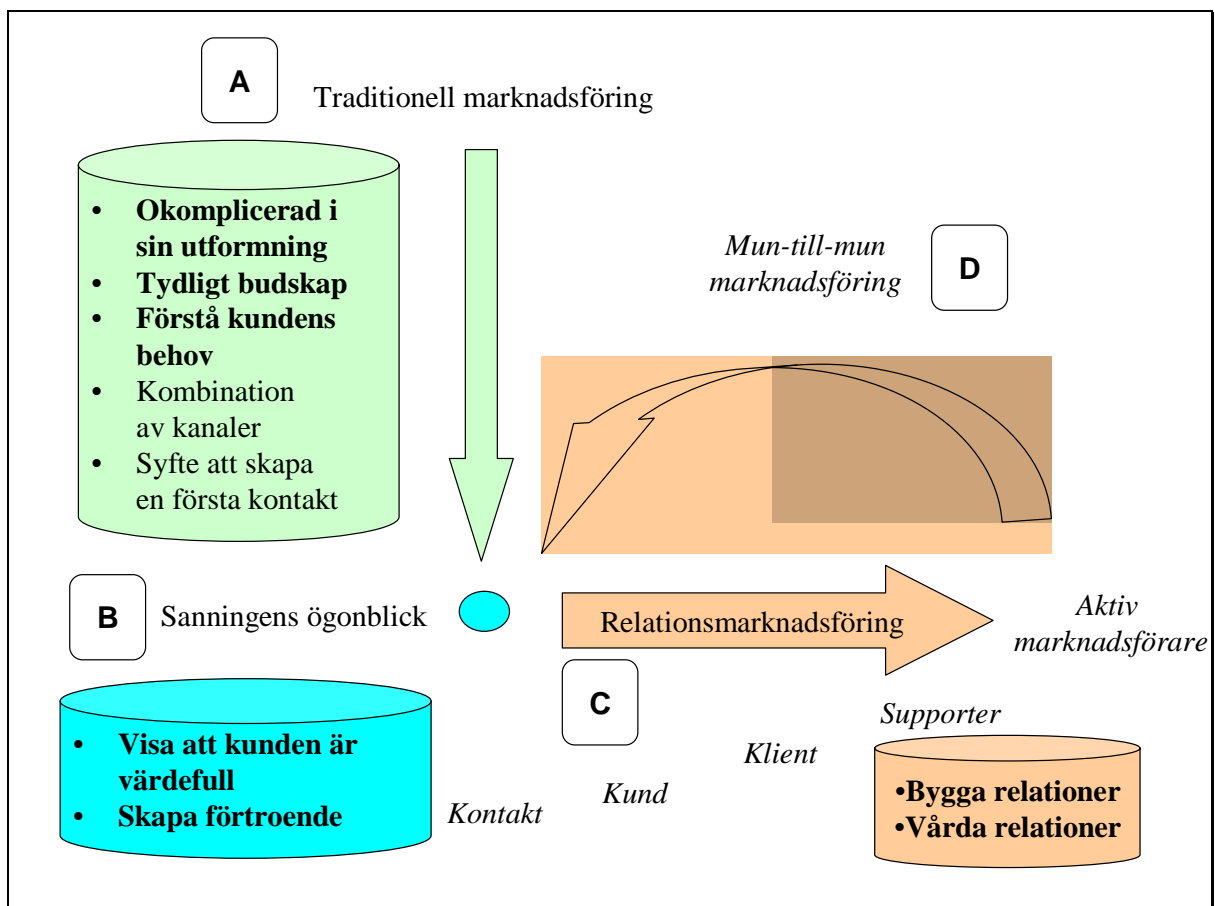 A
Traditionell marknadsföring
• Okomplicerad i
sin utformning
• Tydligt budskap
• Förstå kundens
behov
• Kombination
av kanaler
• Syfte att skapa
en första kontakt
Mun-till-mun
marknadsföring
D
B
Sanningens ögonblick
Relationsmarknadsföring
Aktiv
marknadsförare
C
• Visa att kunden är
värdefull
• Skapa förtroende
Kontakt
Kund
Klient
Supporter
•Bygga relationer
•Vårda relationer